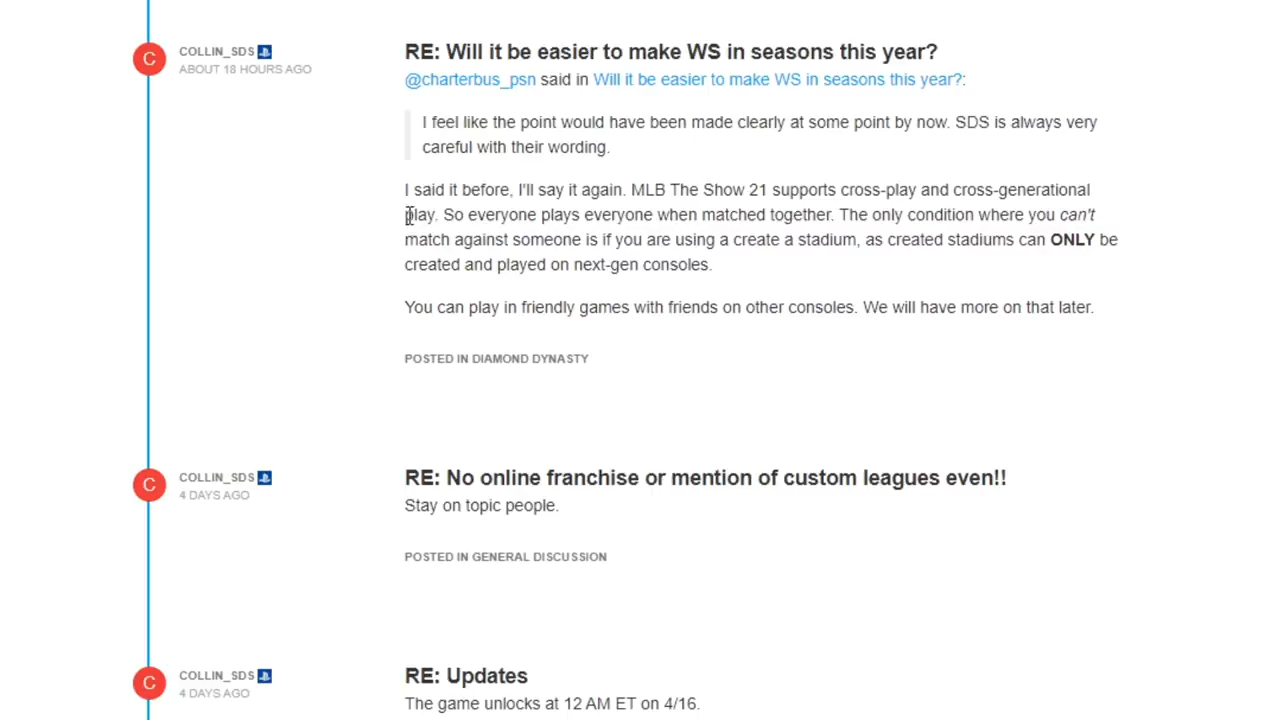 C
COLLIN_SDS
ABOUT 18 HOURS AGO
RE: Will it be easier to make WS in seasons this year?
@charterbus_psn said in Will it be easier to make WS in seasons this year?:
I feel like the point would have been made clearly at some point by now. SDS is always very
careful with their wording.
I said it before, I'll say it again. MLB The Show 21 supports cross-play and cross-generational
play. So everyone plays everyone when matched together. The only condition where you can't
match against someone is if you are using a create a stadium, as created stadiums can ONLY be
created and played on next-gen consoles.
You can play in friendly games with friends on other consoles. We will have more on that later.
POSTED IN DIAMOND DYNASTY
C
COLLIN_SDS
4 DAYS AGO
RE: No online franchise or mention of custom leagues even!!
Stay on topic people.
POSTED IN GENERAL DISCUSSION
C
COLLIN_SDS
4 DAYS AGO
RE: Updates
The game unlocks at 12 AM ET on 4/16.